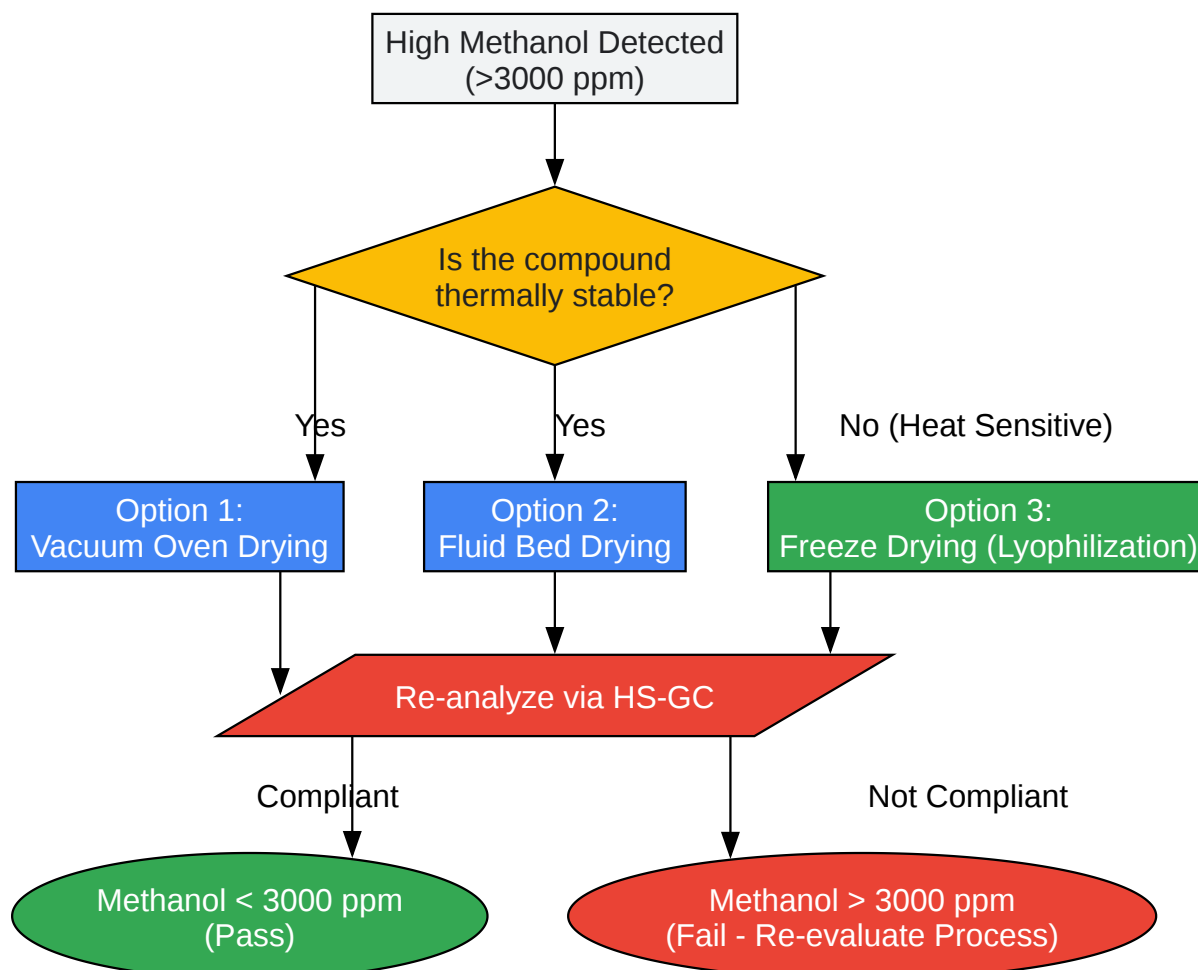 High Methanol Detected
(>3000 ppm)
Is the compound
thermally stable?
Yes
Yes
No (Heat Sensitive)
Option 1:
Vacuum Oven Drying
Option 2:
Fluid Bed Drying
Option 3:
Freeze Drying (Lyophilization)
Re-analyze via HS-GC
Compliant
Not Compliant
Methanol < 3000 ppm
(Pass)
Methanol > 3000 ppm
(Fail - Re-evaluate Process)